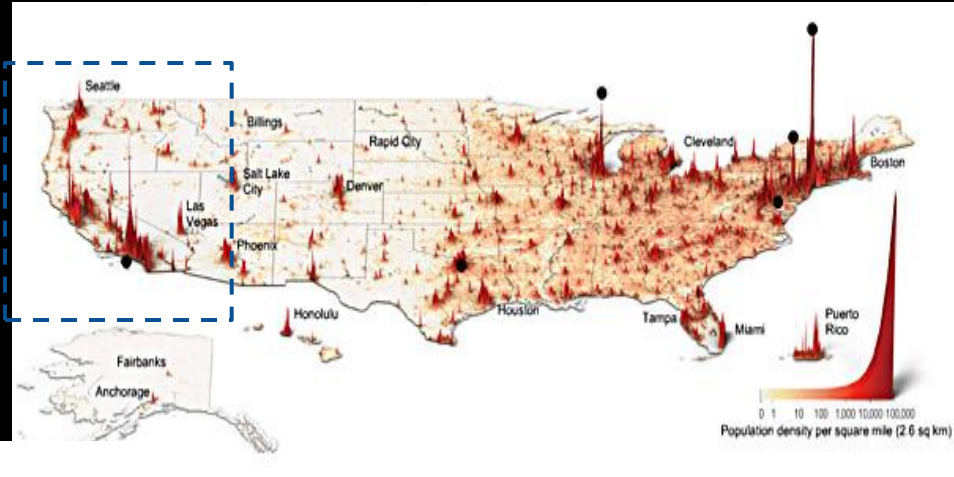 Seattle
Billings
Rapid City
Cleveland
Boston
Salt Lake
City
Denver
Las
Vegas
Phoenix
Honolulu
Houston
Tampa
Miami
Puerto
Rico
Fairbanks
Anchorage
0 1 10 100 1,000 10,000 100,000
Population density per square mile (2.6 sq km)